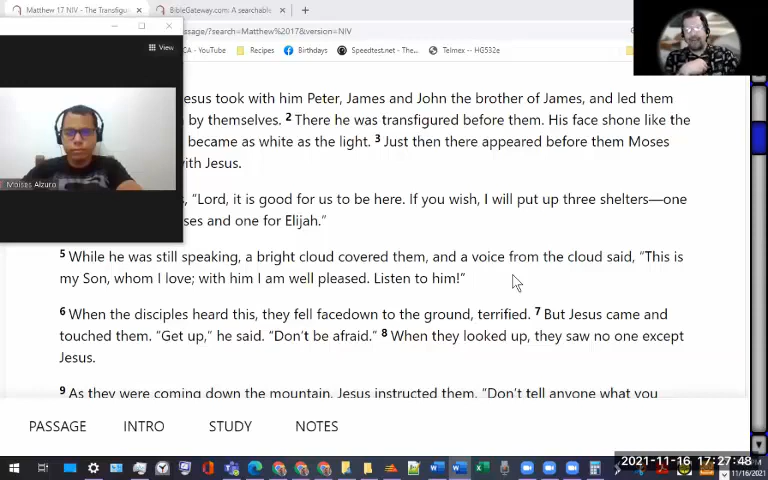 Matthew 17 NIV - The Transfigu
BibleGateway.com: A searchable
View
ssage/?search=Matthew%2017&version=NIV
CA - YouTube
Recipes
Birthdays
Speedtest.net - The...
Telmex -- HG532e
esus took with him Peter, James and John the brother of James, and led them
by themselves. 2 There he was transfigured before them. His face shone like the
became as white as the light. 3 Just then there appeared before them Moses
ith Jesus.
Moises Alzuro
s, “Lord, it is good for us to be here. If you wish, I will put up three shelters—one
ses and one for Elijah.”
5 While he was still speaking, a bright cloud covered them, and a voice from the cloud said, “This is
my Son, whom I love; with him I am well pleased. Listen to him!”
6 When the disciples heard this, they fell facedown to the ground, terrified. 7 But Jesus came and
touched them. “Get up,” he said. “Don’t be afraid.” 8 When they looked up, they saw no one except
Jesus.
9 As they were coming down the mountain, Jesus instructed them, “Don’t tell anyone what you
PASSAGE INTRO STUDY NOTES
2021-11-16 17:27:48
11/16/2021